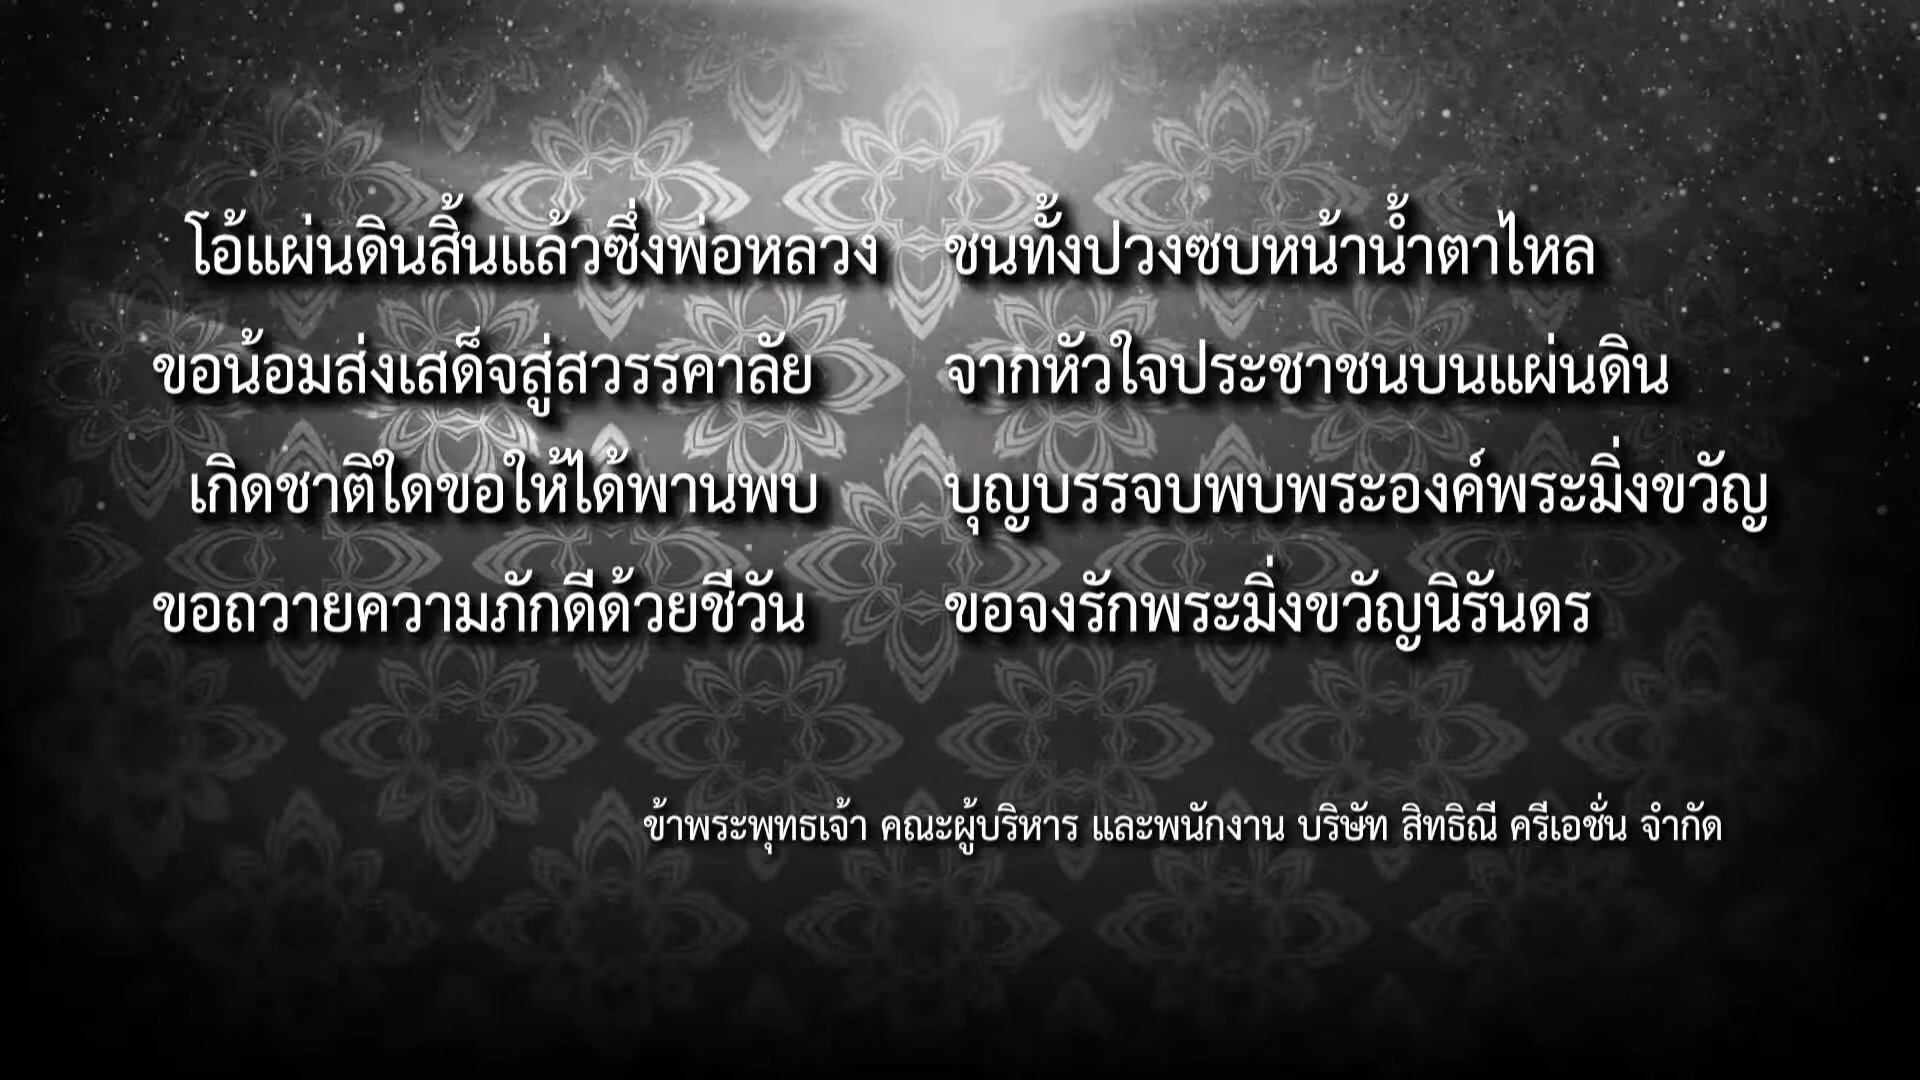 โอ้แผ่นดินสิ้นแล้วซึ่งพ่อหลวง ชนทั้งปวงซบหน้าน้ำตาไหล
ขอน้อมส่งเสด็จสู่สวรรคาลัย จากหัวใจประชาชนบนแผ่นดิน
เกิดชาติใดขอให้ได้พานพบ บุญบรรจบพบพระองค์พระมิ่งขวัญ
ขอถวายความภักดีด้วยชีวัน ขอจงรักพระมิ่งขวัญนิรันดร
ข้าพระพุทธเจ้า คณะผู้บริหาร และพนักงาน บริษัท สิทธิณี ครีเอชั่น จำกัด